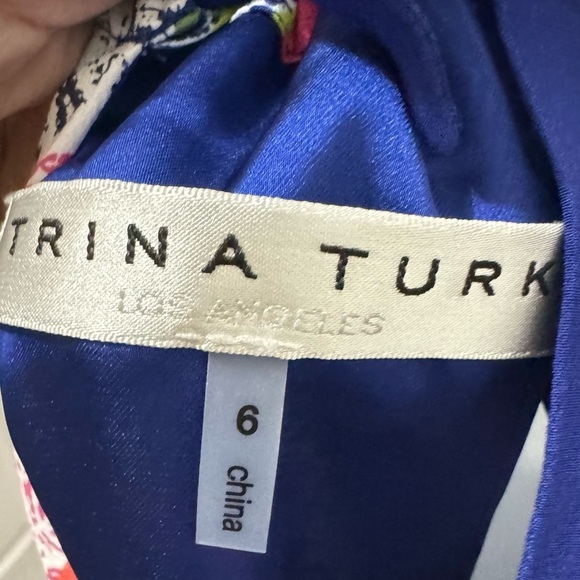 TRINA TURK
LOS ANGELES
6
china